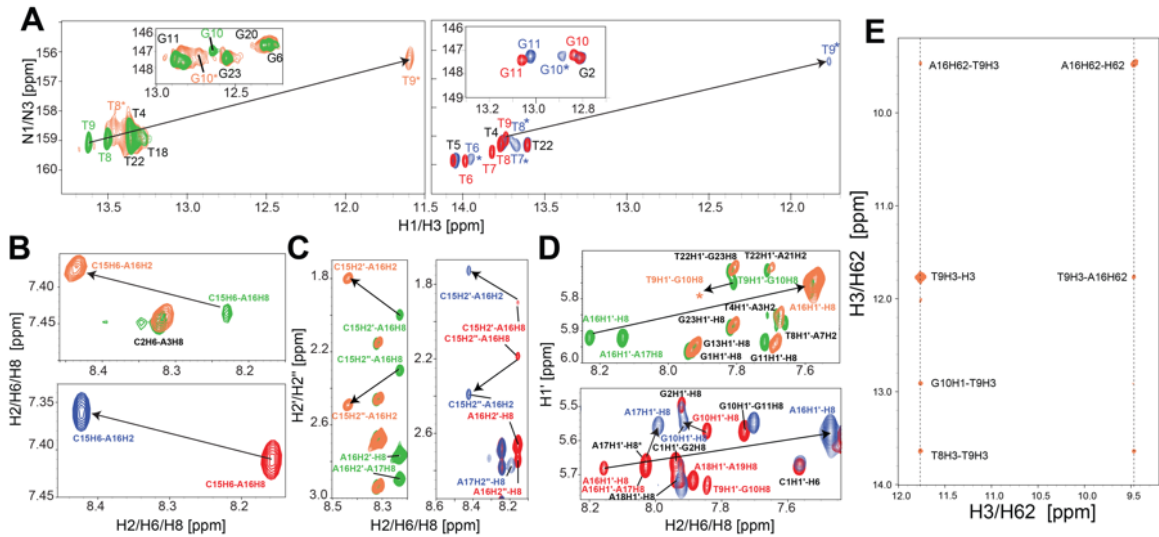 A
G11
G10
G20
G10*
G23
G6
147
148
13.0
12.5
156
157
158
159
160
N1/N3 [ppm]
T8*
T9
T4
T8
T22
T18
T9*
13.5
13.0
12.5
12.0
11.5
147
148
149
G11
G10
G11
G10*
G2
13.2
13.0
12.8
T9*
T4
T9
T8*
T5
T6*
T6
T7
T8
T7*
T22
14.0
13.5
13.0
12.5
12.0
H1/H3 [ppm]
B
C15H6-A16H2
C15H6-A16H8
C2H6-A3H8
7.40
7.45
8.4
8.3
8.2
C15H6-A16H2
C15H6-A16H8
7.35
7.40
7.45
8.4
8.2
H2/H6/H8 [ppm]
H2/H6/H8 [ppm]
C
1.8
2.2
2.6
3.0
H2'/H2" [ppm]
C15H2'-A16H2
C15H2'-A16H8
C15H2"-A16H8
C15H2"-A16H2
A16H2'-H8
A16H2'-A17H8
8.4
8.2
C15H2'-A16H2
C15H2'-A16H8
C15H2"-A16H8
C15H2"-A16H2
A16H2'-H8
A17H2"-H8
A16H2"-H8
8.6
8.4
8.2
H2/H6/H8 [ppm]
D
T22H1'-G23H8
T22H1'-A21H2
T9H1'-G10H8
T9H1'-G10H8
T4H1'-A3H2
A16H1'-H8
A16H1'-H8
G23H1'-H8
A16H1'-A17H8
G13H1'-H8
T8H1'-A7H2
G1H1'-H8
G11H1'-H8
5.8
5.9
6.0
8.2
8.0
7.8
7.6
H1' [ppm]
G2H1'-H8
A17H1'-H8
G10H1'-H8
G10H1'-G11H8
A16H1'-H8
A17H1'-H8*
G10H1'-H8
C1H1'-G2H8
A16H1'-H8
A18H1'-A19H8
A16H1'-A17H8
C1H1'-H6
A18H1'-H8
T9H1'-G10H8
5.5
5.6
5.7
8.2
8.0
7.8
7.6
H2/H6/H8 [ppm]
E
A16H62-T9H3
A16H62-H62
T9H3-H3
T9H3-A16H62
G10H1-T9H3
T8H3-T9H3
10.0
11.0
12.0
13.0
14.0
H3/H62 [ppm]
12.0
11.5
11.0
10.5
10.0
9.5
H3/H62 [ppm]